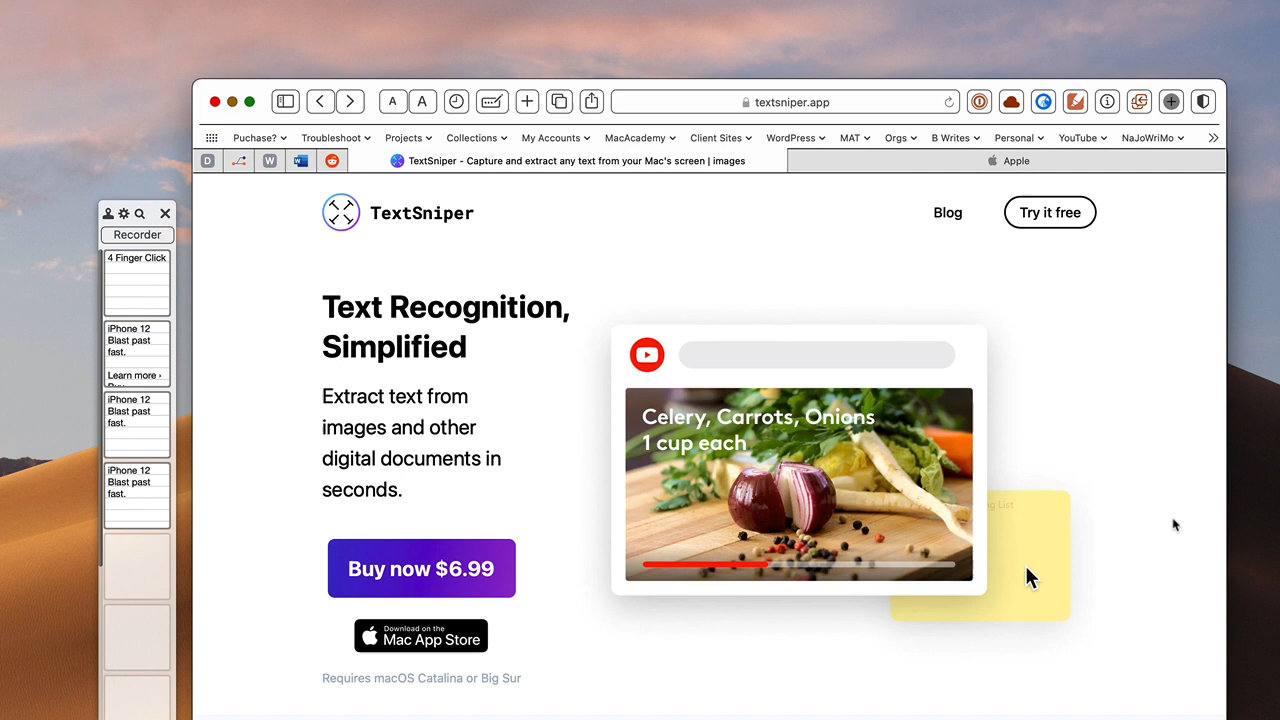 A
A
textsniper.app
Puchase?
Troubleshoot
Projects
Collections
My Accounts
MacAcademy
Client Sites
WordPress
MAT
Orgs
B Writes
Personal
YouTube
NaJoWriMo
D
W
W
TextSniper - Capture and extract any text from your Mac's screen | images
Apple
TextSniper
Blog
Try it free
Recorder
4 Finger Click
iPhone 12
Blast past
fast.
Learn more ›
iPhone 12
Blast past
fast.
iPhone 12
Blast past
fast.
Text Recognition,
Simplified
Extract text from
images and other
digital documents in
seconds.
Buy now $6.99
Download on the
Mac App Store
Requires macOS Catalina or Big Sur
Celery, Carrots, Onions
1 cup each
List